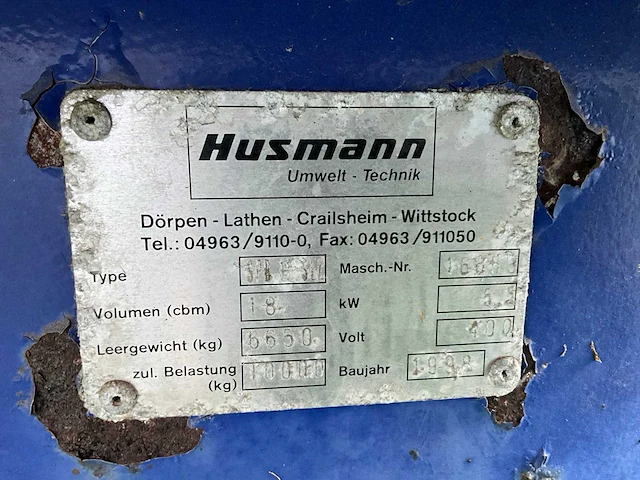 Husmann
Umwelt - Technik
Dörpen - Lathen - Crailsheim - Wittstock
Tel.: 04963/9110-0, Fax: 04963/911050
Type Masch.-Nr.
Volumen (cbm) 18 kW
Leergewicht (kg) 6650 Volt 400
zul. Belastung (kg) Baujahr 1998